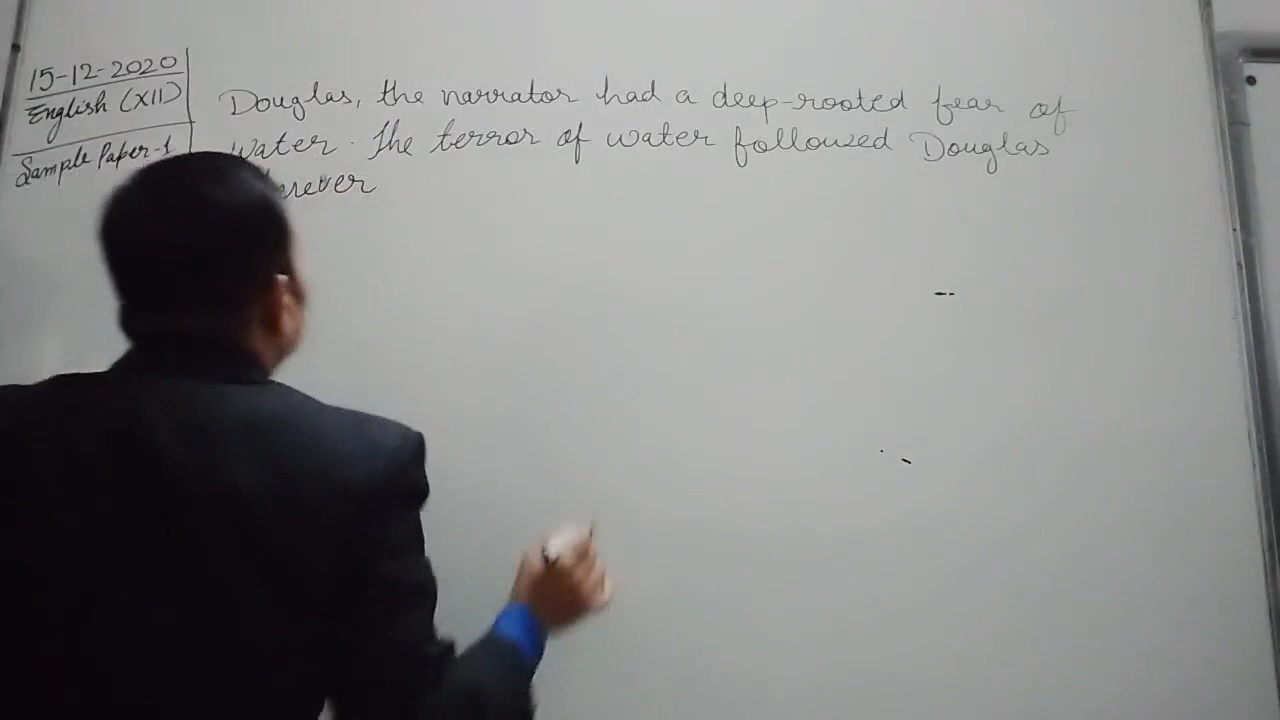 15-12-2020
English (XII)
Sample Paper-1
Douglas, the narrator had a deep-rooted fear of
water. The terror of water followed Douglas